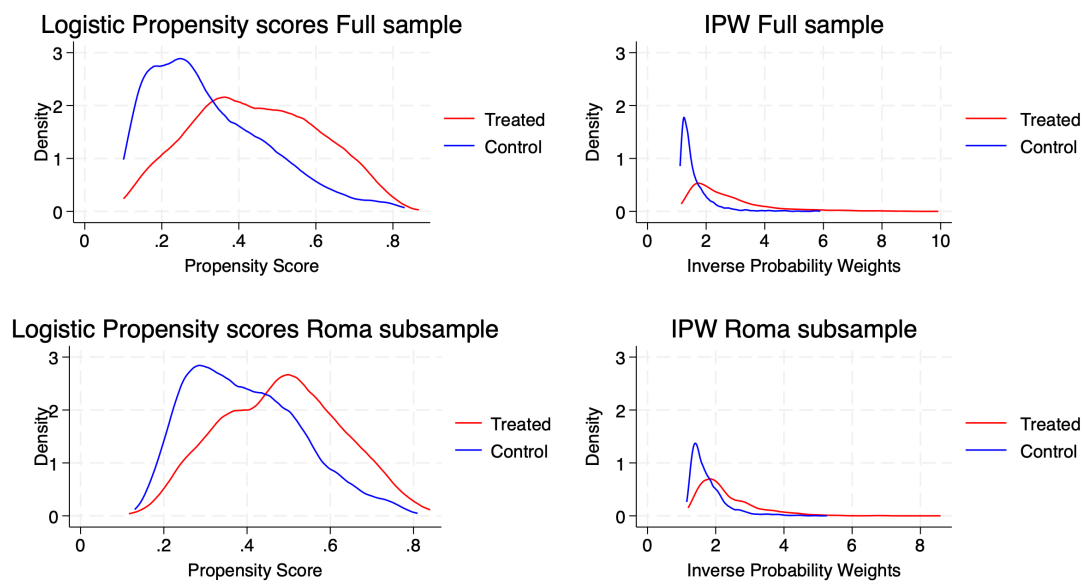 Logistic Propensity scores Full sample
3
2
1
0
Density
0 .2 .4 .6 .8
Propensity Score
Treated
Control
IPW Full sample
3
2
1
0
Density
0 2 4 6 8 10
Inverse Probability Weights
Treated
Control
Logistic Propensity scores Roma subsample
3
2
1
0
Density
0 .2 .4 .6 .8
Propensity Score
Treated
Control
IPW Roma subsample
3
2
1
0
Density
0 2 4 6 8
Inverse Probability Weights
Treated
Control